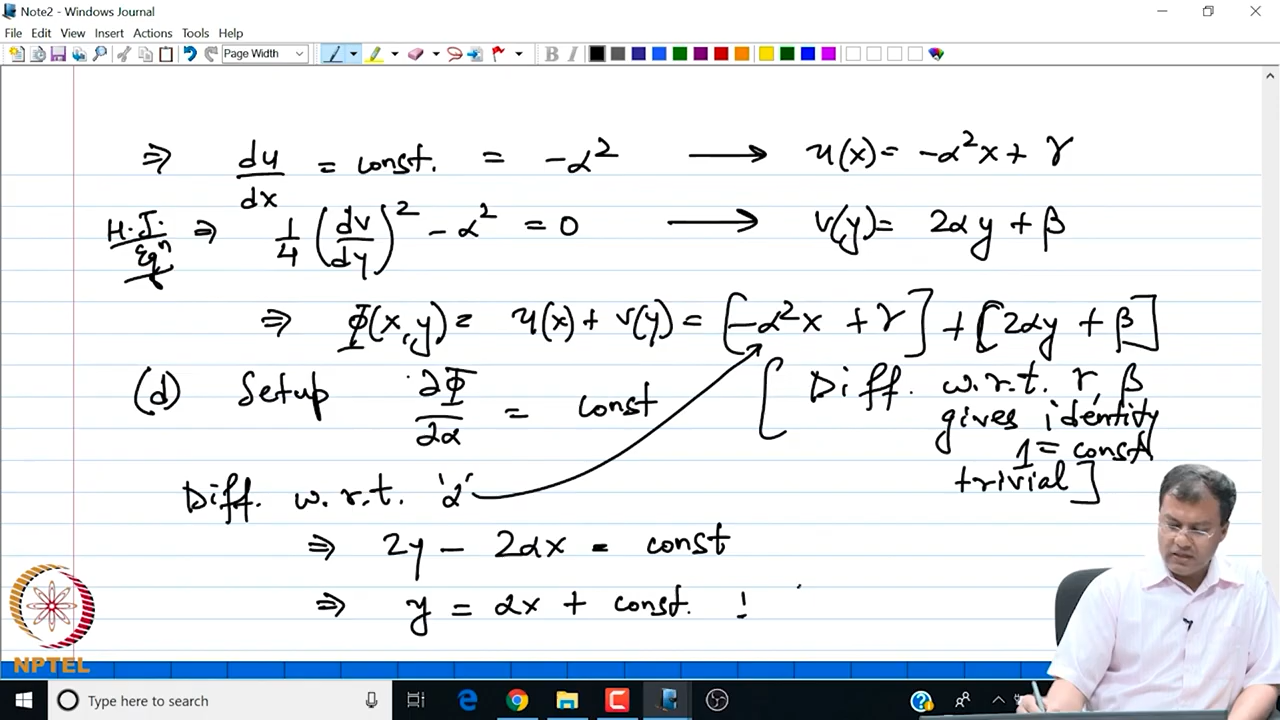 Note2 - Windows Journal
File Edit View Insert Actions Tools Help
Page Width
⇒ du/dx = const. = -α² → u(x) = -α²x + γ
H.J. Eqⁿ ⇒ 1/4 (dv/dy)² - α² = 0 → v(y) = 2αy + β
⇒ Φ(x,y) = u(x) + v(y) = [-α²x + γ] + [2αy + β]
(d) Setup ∂Φ/∂α = const
[Diff. w.r.t. γ, β
gives identity
1 = const
trivial]
Diff. w.r.t. 'α'
⇒ 2y - 2αx = const
⇒ y = αx + const. !
NPTEL
Type here to search